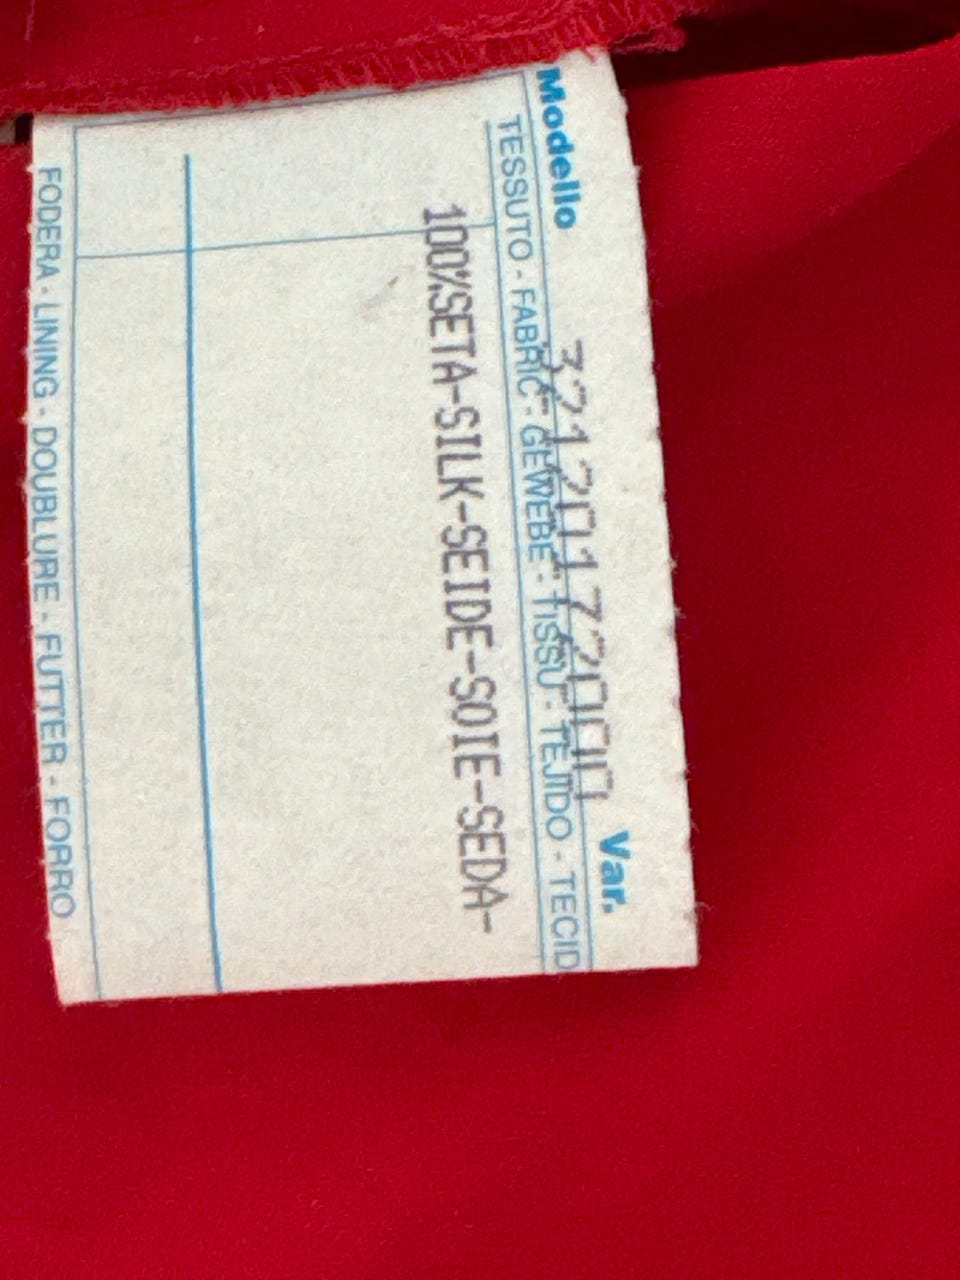 Modello 32120172000 Var.
TESSUTO - FABRIC - GEWEBE - TISSU - TEJIDO - TECID
100%SETA-SILK-SEIDE-SOIE-SEDA-
FODERA - LINING - DOUBLURE - FUTTER - FORRO